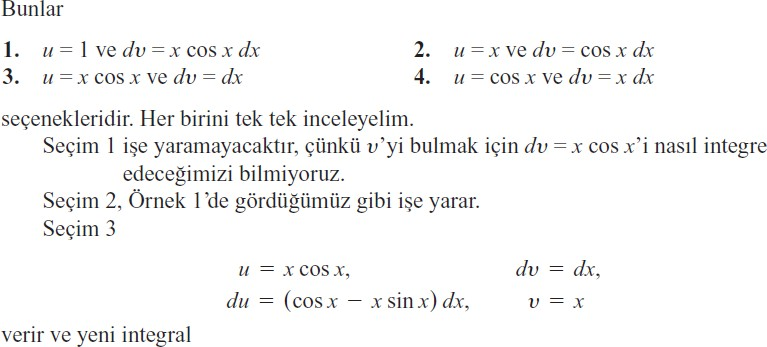 Bunlar
1. u = 1 ve dv = x cos x dx 2. u = x ve dv = cos x dx
3. u = x cos x ve dv = dx 4. u = cos x ve dv = x dx
seçenekleridir. Her birini tek tek inceleyelim.
Seçim 1 işe yaramayacaktır, çünkü v'yi bulmak için dv = x cos x'i nasıl integre
edeceğimizi bilmiyoruz.
Seçim 2, Örnek 1'de gördüğümüz gibi işe yarar.
Seçim 3
u = x cos x, dv = dx,
du = (cos x − x sin x) dx, v = x
verir ve yeni integral